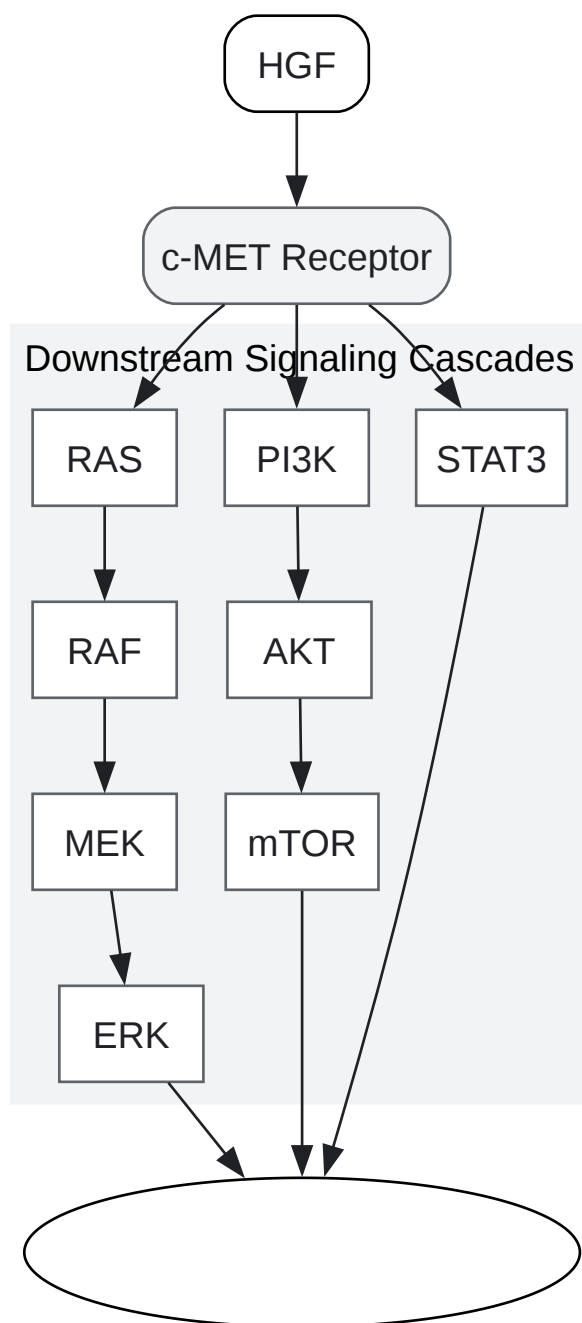 HGF
c-MET Receptor
Downstream Signaling Cascades
RAS
PI3K
STAT3
RAF
AKT
MEK
mTOR
ERK